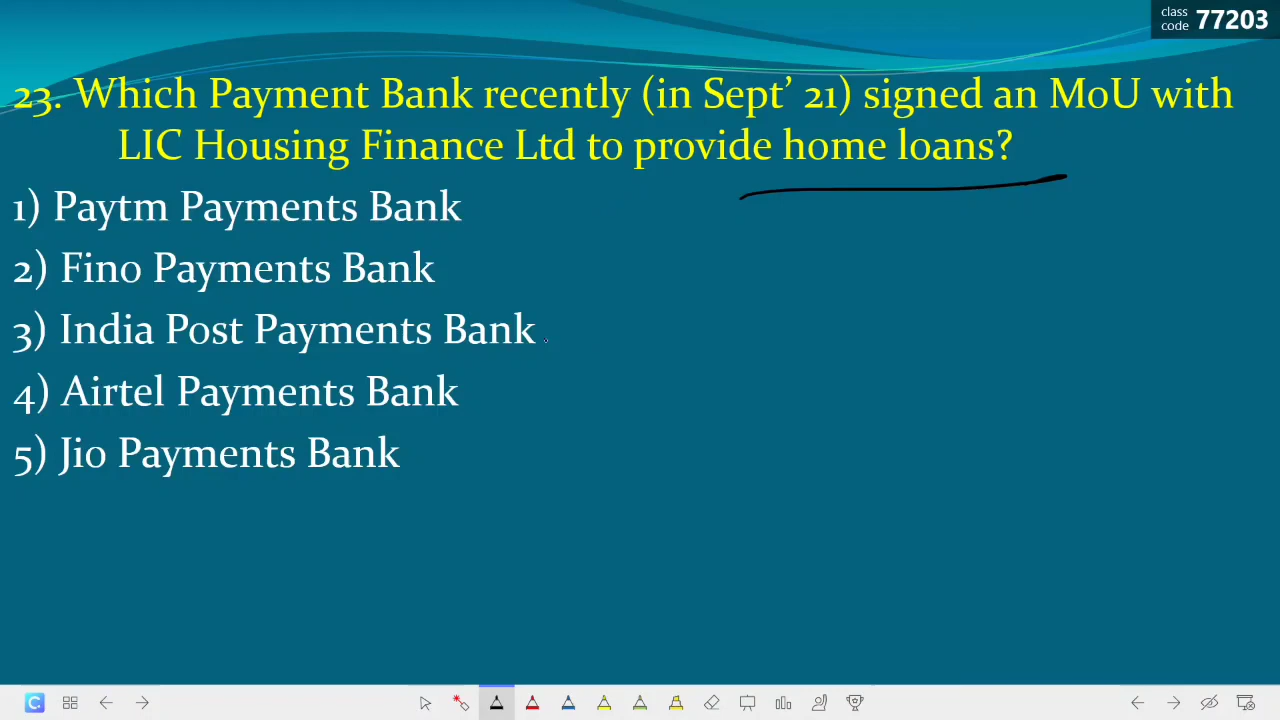 class
code 77203
23. Which Payment Bank recently (in Sept’ 21) signed an MoU with
LIC Housing Finance Ltd to provide home loans?
1) Paytm Payments Bank
2) Fino Payments Bank
3) India Post Payments Bank
4) Airtel Payments Bank
5) Jio Payments Bank